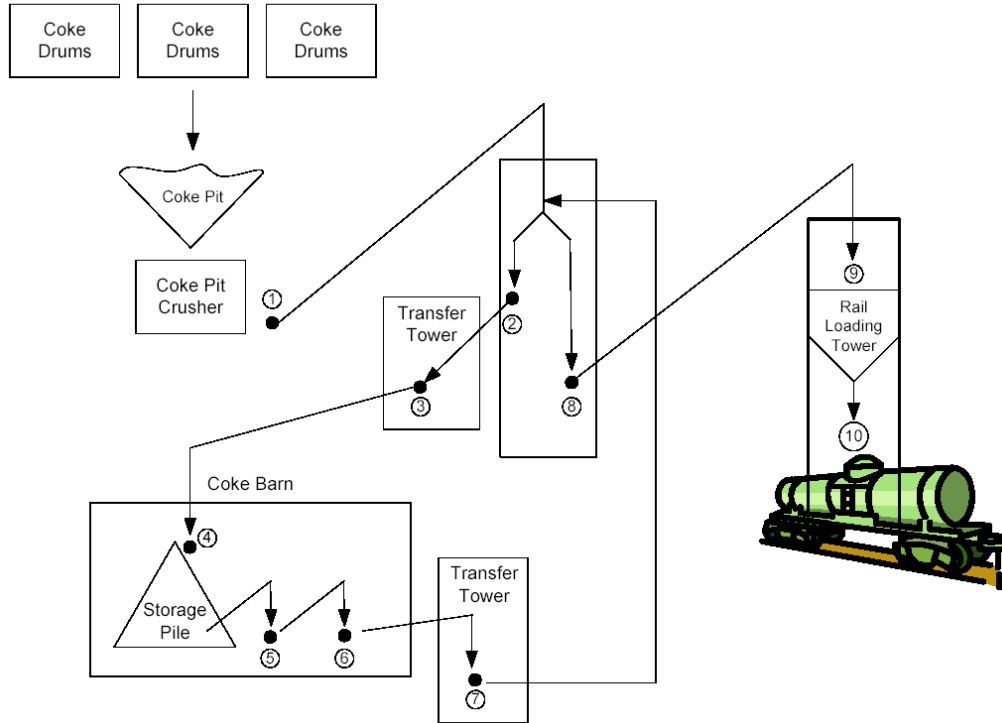 Coke
Drums
Coke
Drums
Coke
Drums
Coke Pit
Coke Pit
Crusher
1
Transfer
Tower
2
3
8
9
Rail
Loading
Tower
10
Coke Barn
4
Storage
Pile
5
6
Transfer
Tower
7